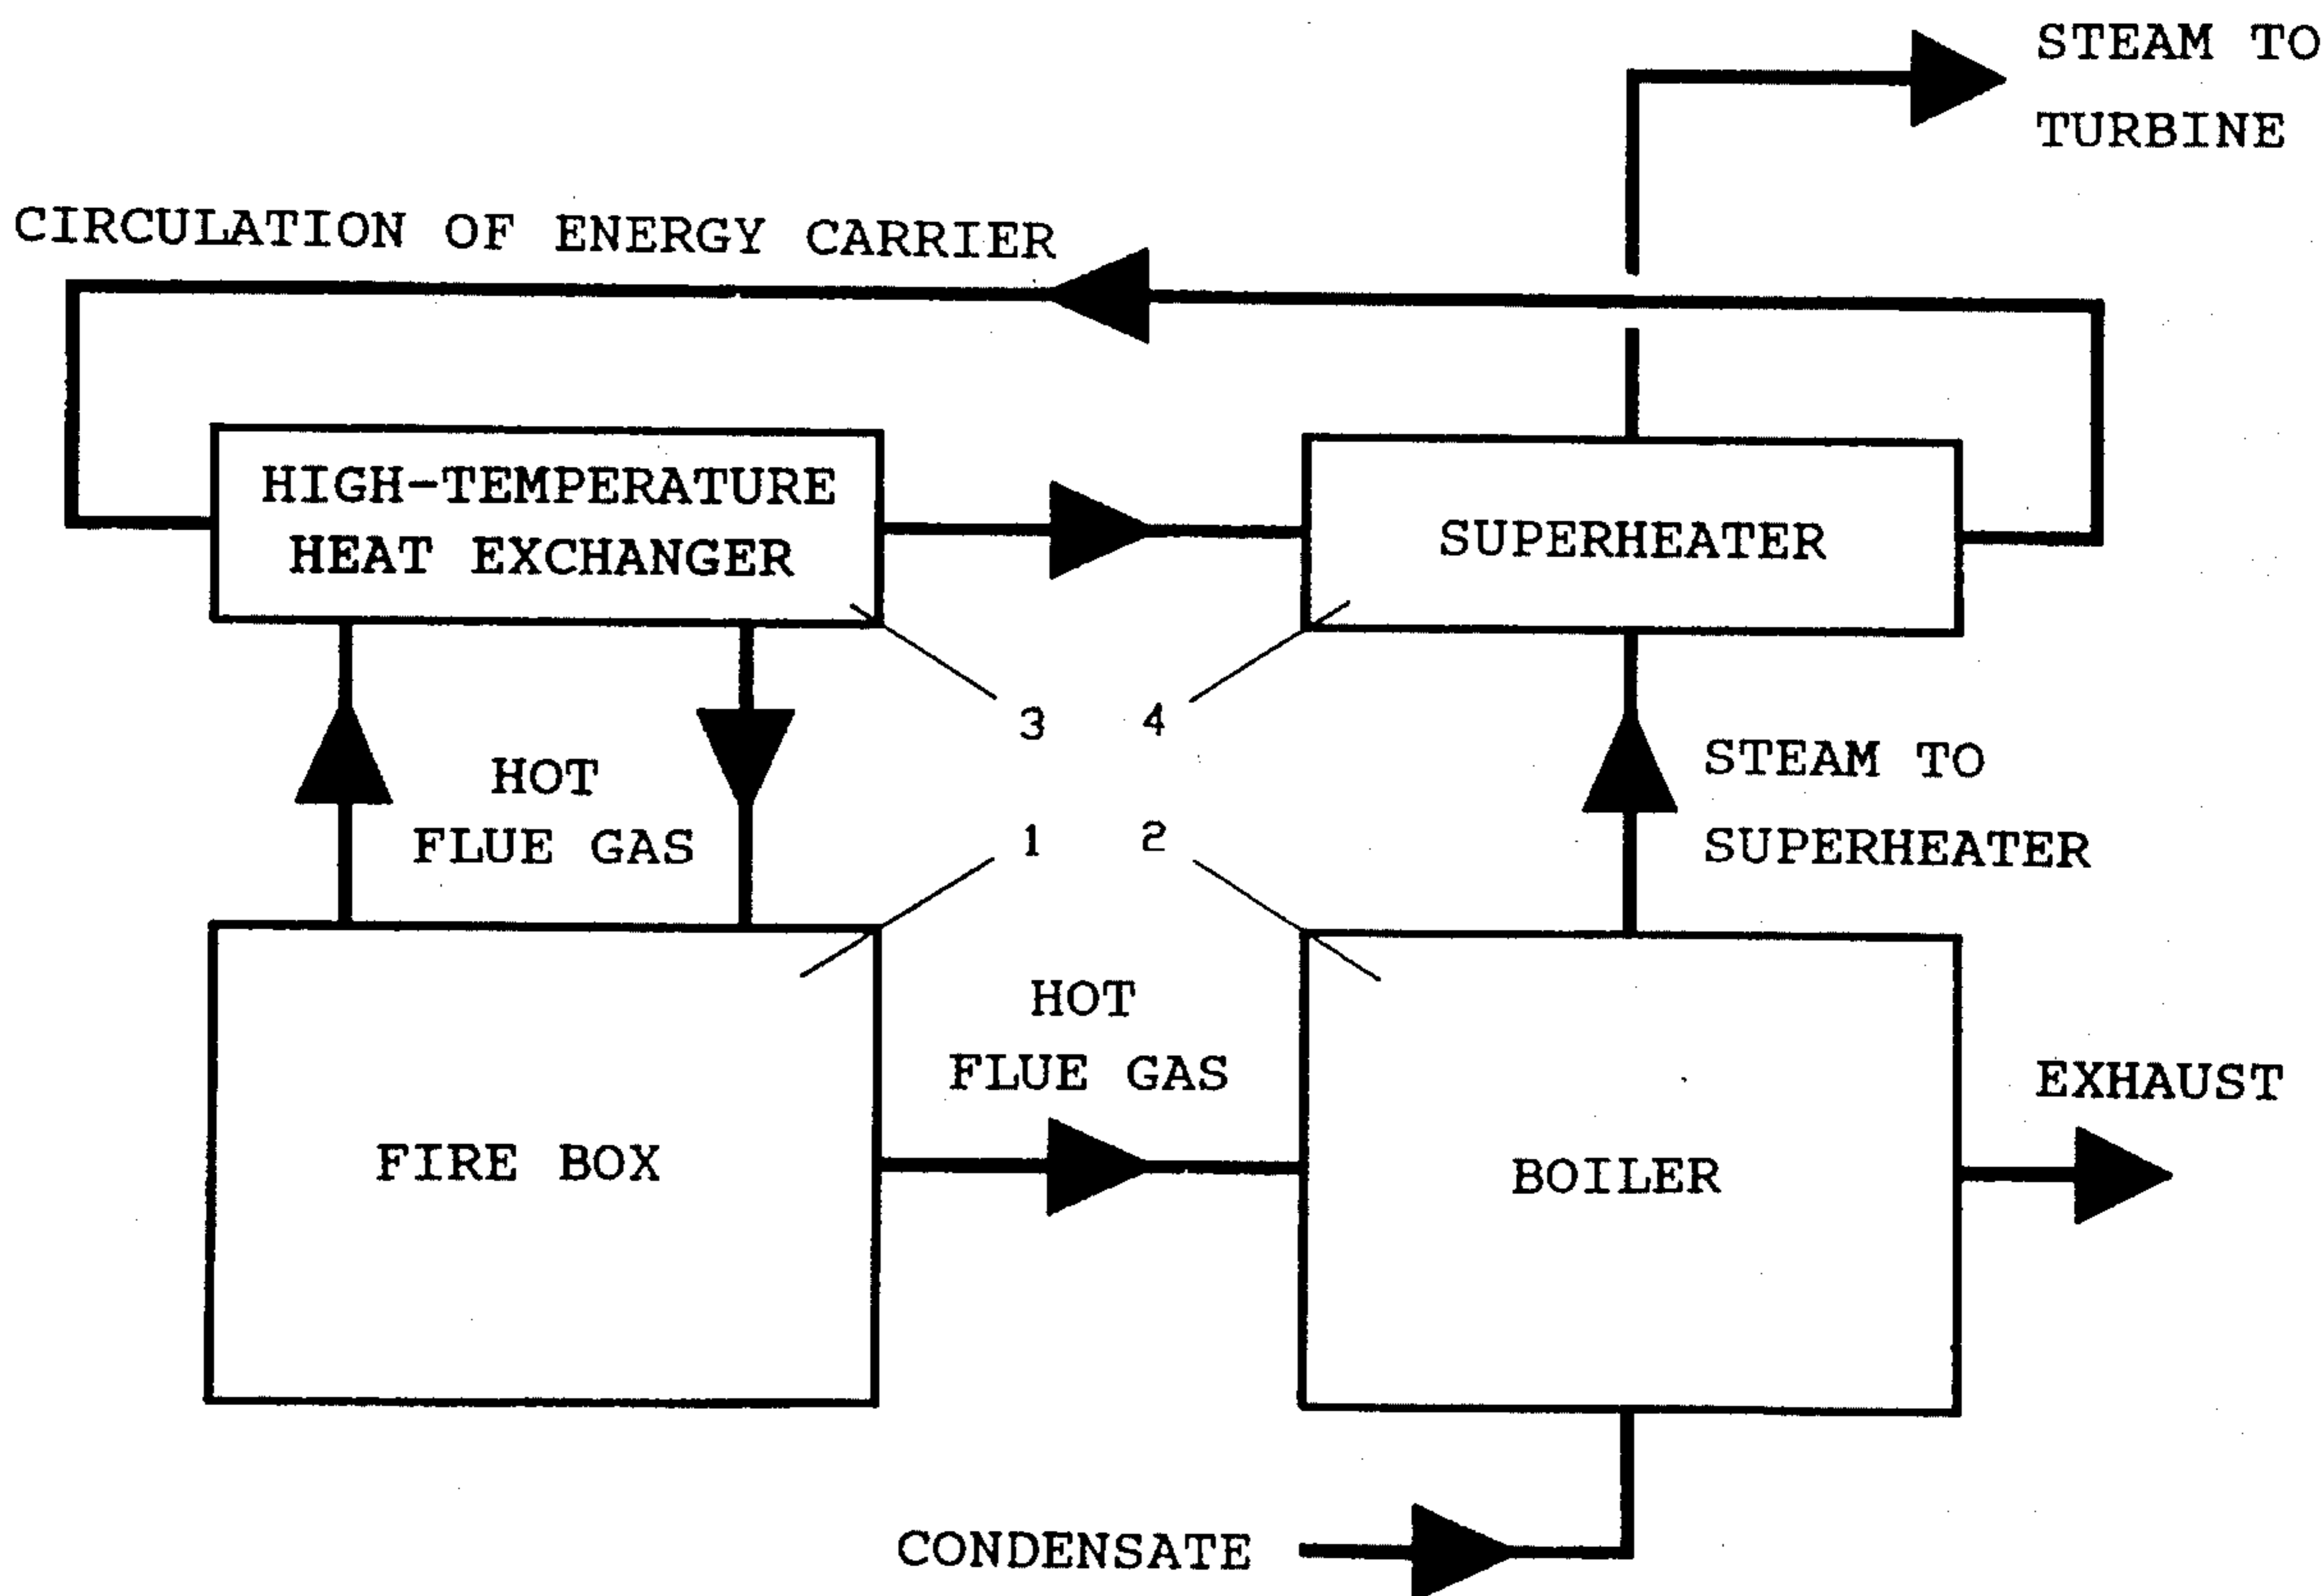 STEAM TO
TURBINE
CIRCULATION OF ENERGY CARRIER
HIGH-TEMPERATURE
HEAT EXCHANGER
SUPERHEATER
3
4
HOT
FLUE GAS
STEAM TO
SUPERHEATER
1
2
HOT
FLUE GAS
FIRE BOX
BOILER
EXHAUST
CONDENSATE